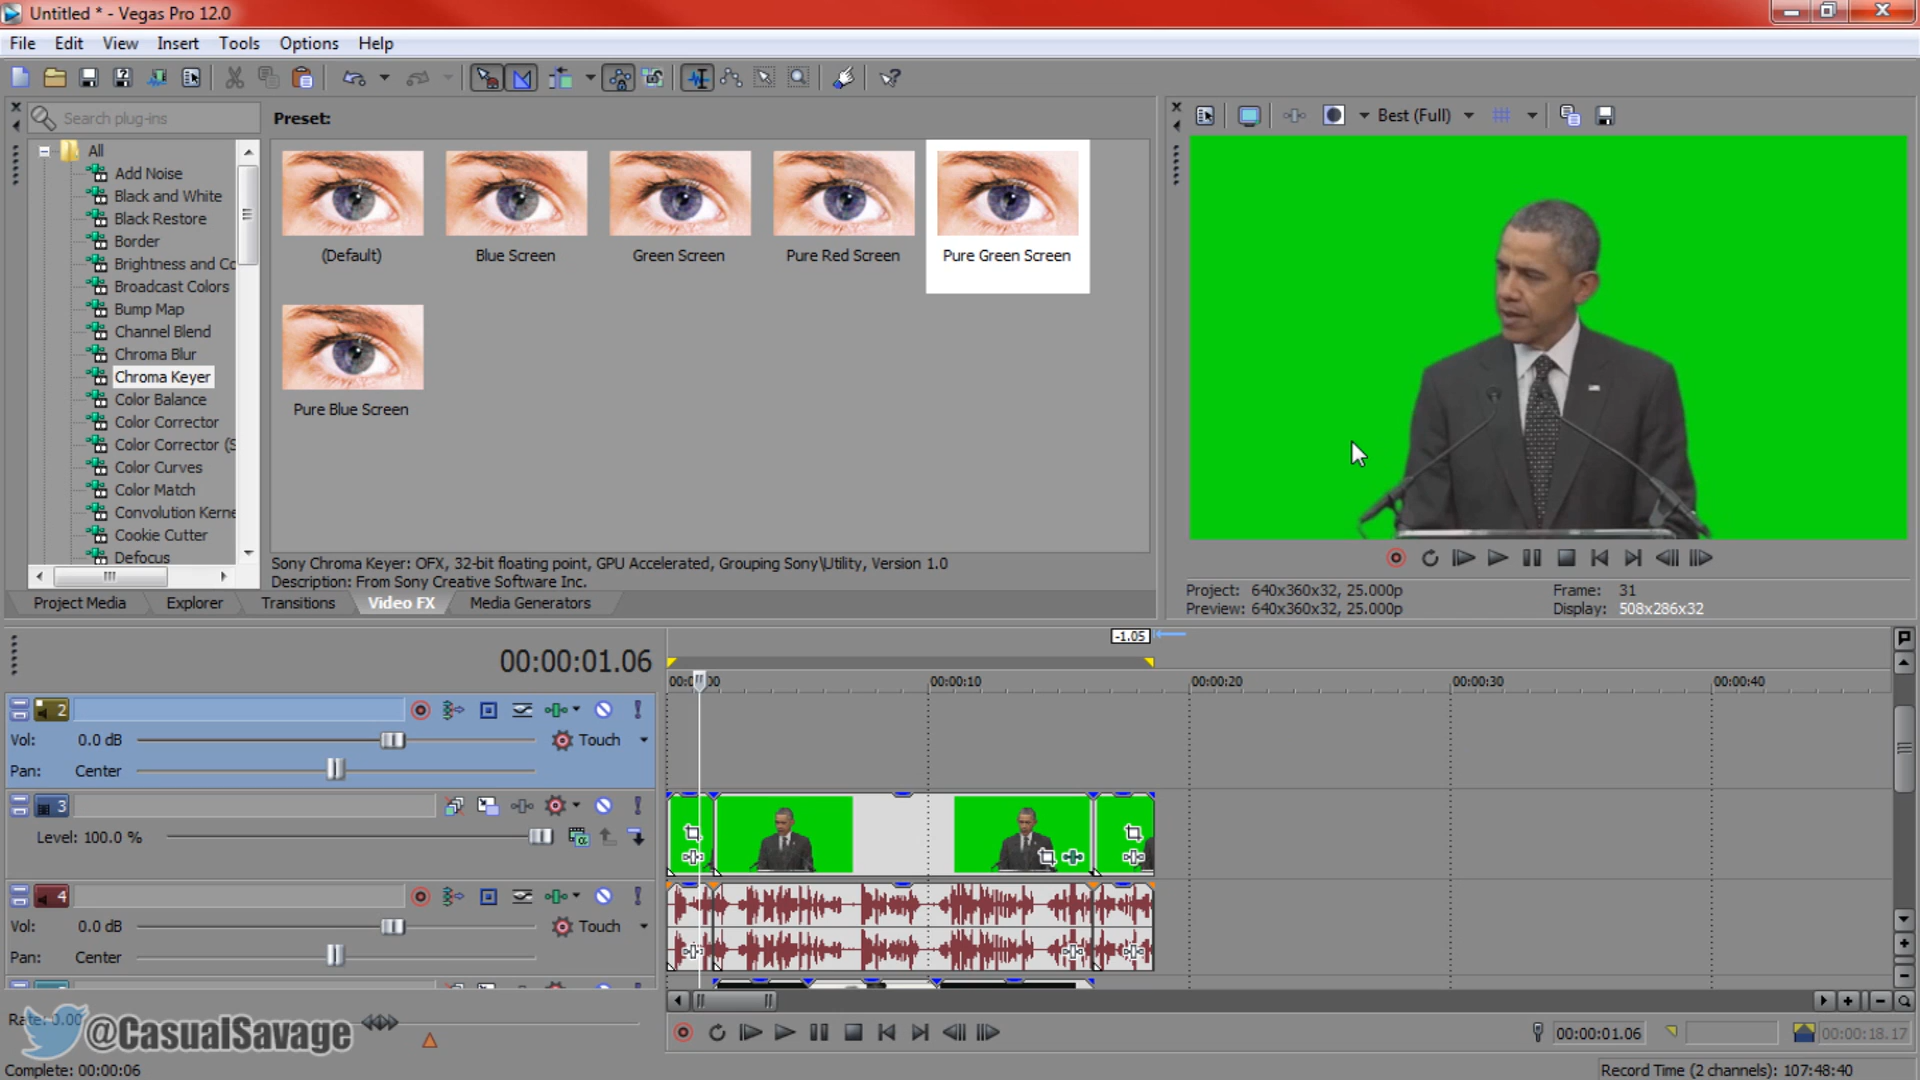 Untitled * - Vegas Pro 12.0
File Edit View Insert Tools Options Help
Search plug-ins
Preset:
Best (Full)
All
Add Noise
Black and White
Black Restore
Border
Brightness and Co
Broadcast Colors
Bump Map
Channel Blend
Chroma Blur
Chroma Keyer
Color Balance
Color Corrector
Color Corrector (S
Color Curves
Color Match
Convolution Kerne
Cookie Cutter
Defocus
(Default) Blue Screen Green Screen Pure Red Screen Pure Green Screen
Pure Blue Screen
Sony Chroma Keyer: OFX, 32-bit floating point, GPU Accelerated, Grouping Sony\Utility, Version 1.0
Description: From Sony Creative Software Inc.
Project Media Explorer Transitions Video FX Media Generators
Project: 640x360x32, 25.000p Frame: 31
Preview: 640x360x32, 25.000p Display: 508x286x32
-1.05
00:00:01.06
00:00:10 00:00:20 00:00:30 00:00:40
2
Vol: 0.0 dB Touch
Pan: Center
3
Level: 100.0 %
4
Vol: 0.0 dB Touch
Pan: Center
Rate: 0.00
@CasualSavage
00:00:01.06 00:00:18.17
Complete: 00:00:06
Record Time (2 channels): 107:48:40